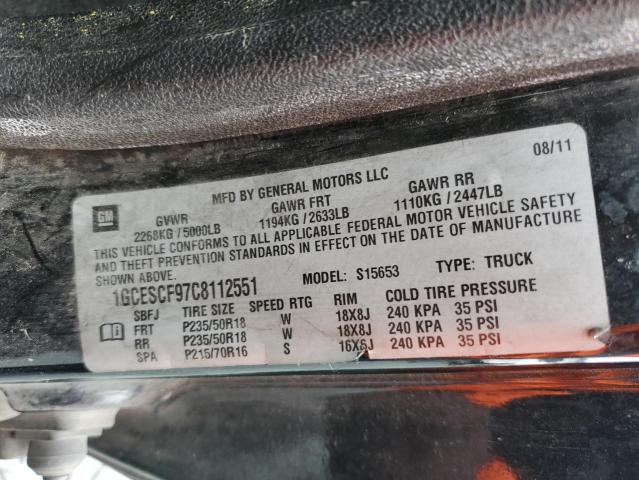 MFD BY GENERAL MOTORS LLC 08/11
GM GVWR GAWR FRT GAWR RR
2268KG / 5000LB 1194KG / 2633LB 1110KG / 2447LB
THIS VEHICLE CONFORMS TO ALL APPLICABLE FEDERAL MOTOR VEHICLE SAFETY
AND THEFT PREVENTION STANDARDS IN EFFECT ON THE DATE OF MANUFACTURE
SHOWN ABOVE.
1GCESCF97C8112551 MODEL: S15653 TYPE: TRUCK
SBFJ TIRE SIZE SPEED RTG RIM COLD TIRE PRESSURE
FRT P235/50R18 W 18X8J 240 KPA 35 PSI
RR P235/50R18 W 18X8J 240 KPA 35 PSI
SPA P215/70R16 S 16X6J 240 KPA 35 PSI